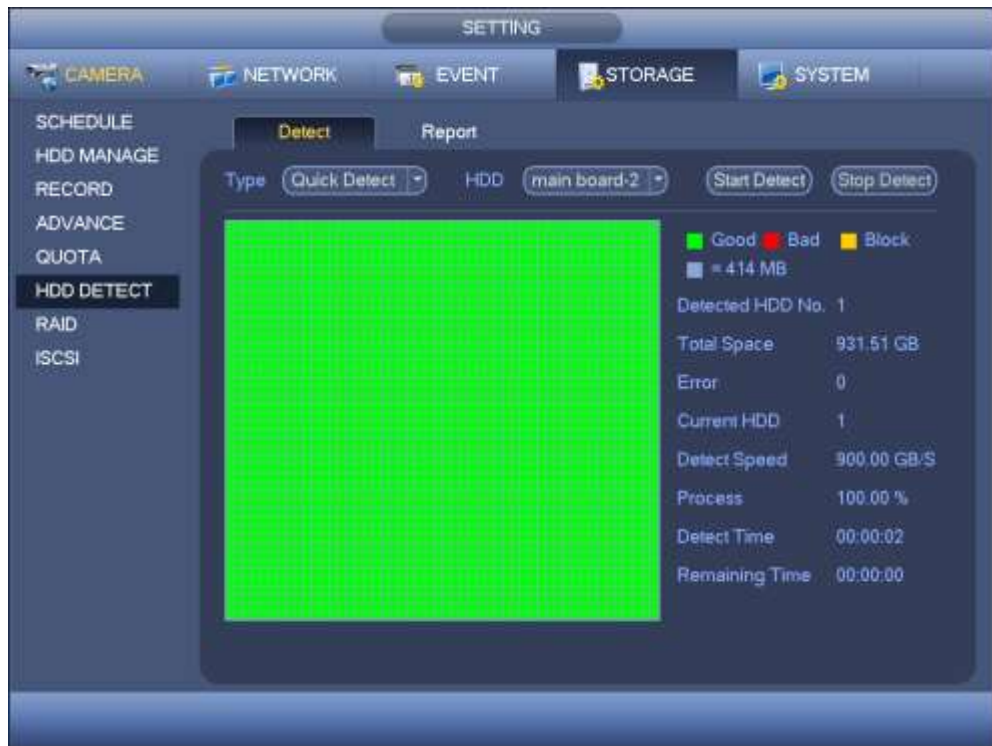 SETTING
CAMERA NETWORK EVENT STORAGE SYSTEM
SCHEDULE
HDD MANAGE
RECORD
ADVANCE
QUOTA
HDD DETECT
RAID
ISCSI
Detect Report
Type Quick Detect HDD main board-2 Start Detect Stop Detect
Good Bad Block
= 414 MB
Detected HDD No. 1
Total Space 931.51 GB
Error 0
Current HDD 1
Detect Speed 900.00 GB/S
Process 100.00 %
Detect Time 00:00:02
Remaining Time 00:00:00